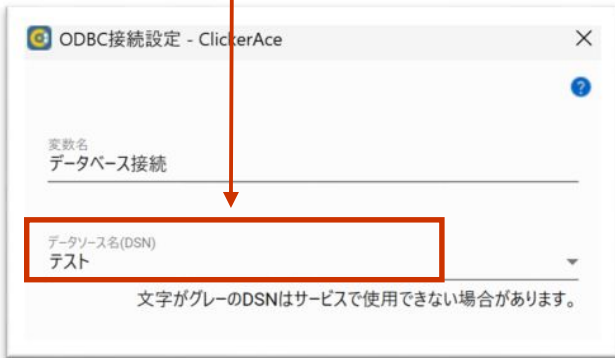 ODBC接続設定 - ClickerAce
変数名
データベース接続
データソース名(DSN)
テスト
文字がグレーのDSNはサービスで使用できない場合があります。